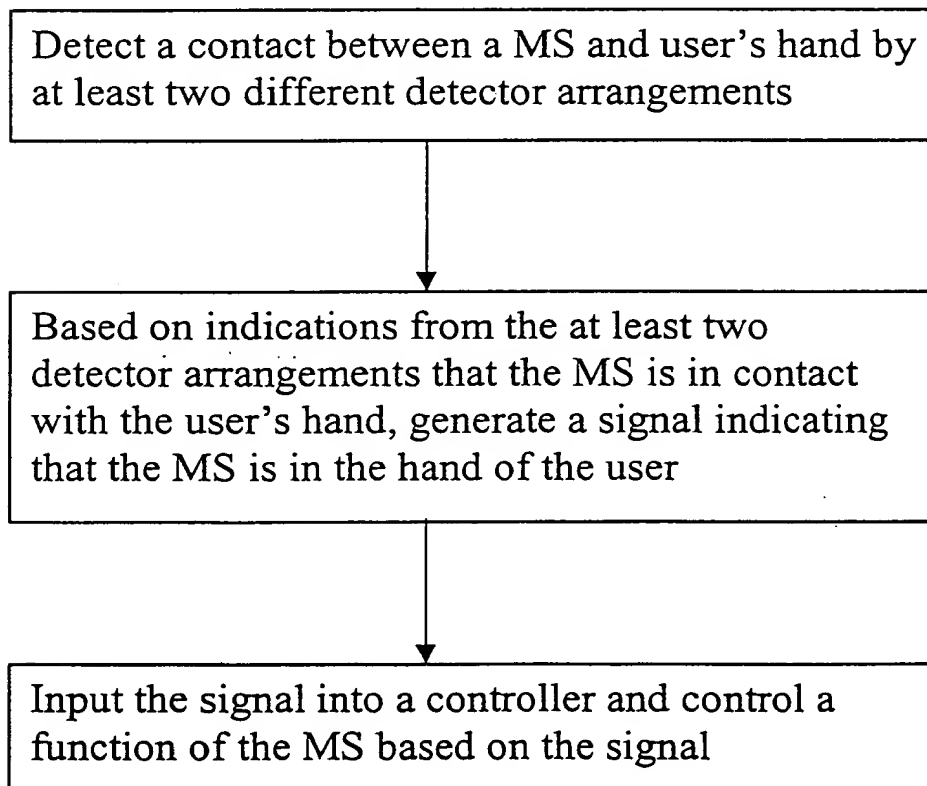 Detect a contact between a MS and user's hand by
at least two different detector arrangements
Based on indications from the at least two
detector arrangements that the MS is in contact
with the user's hand, generate a signal indicating
that the MS is in the hand of the user
Input the signal into a controller and control a
function of the MS based on the signal